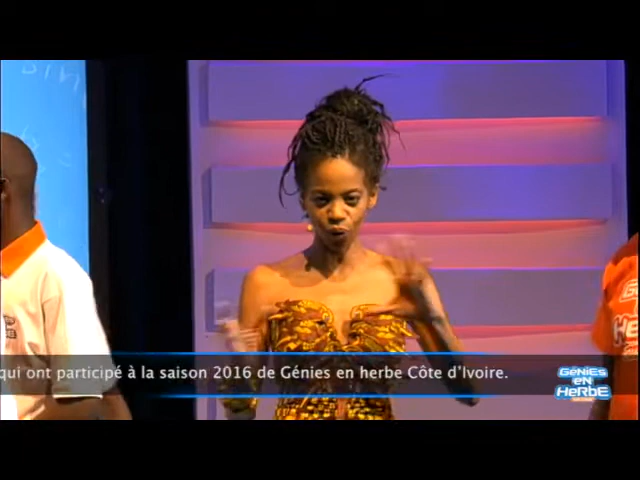 qui ont participé à la saison 2016 de Génies en herbe Côte d'Ivoire.
GéNiEs
EN
HeRbE